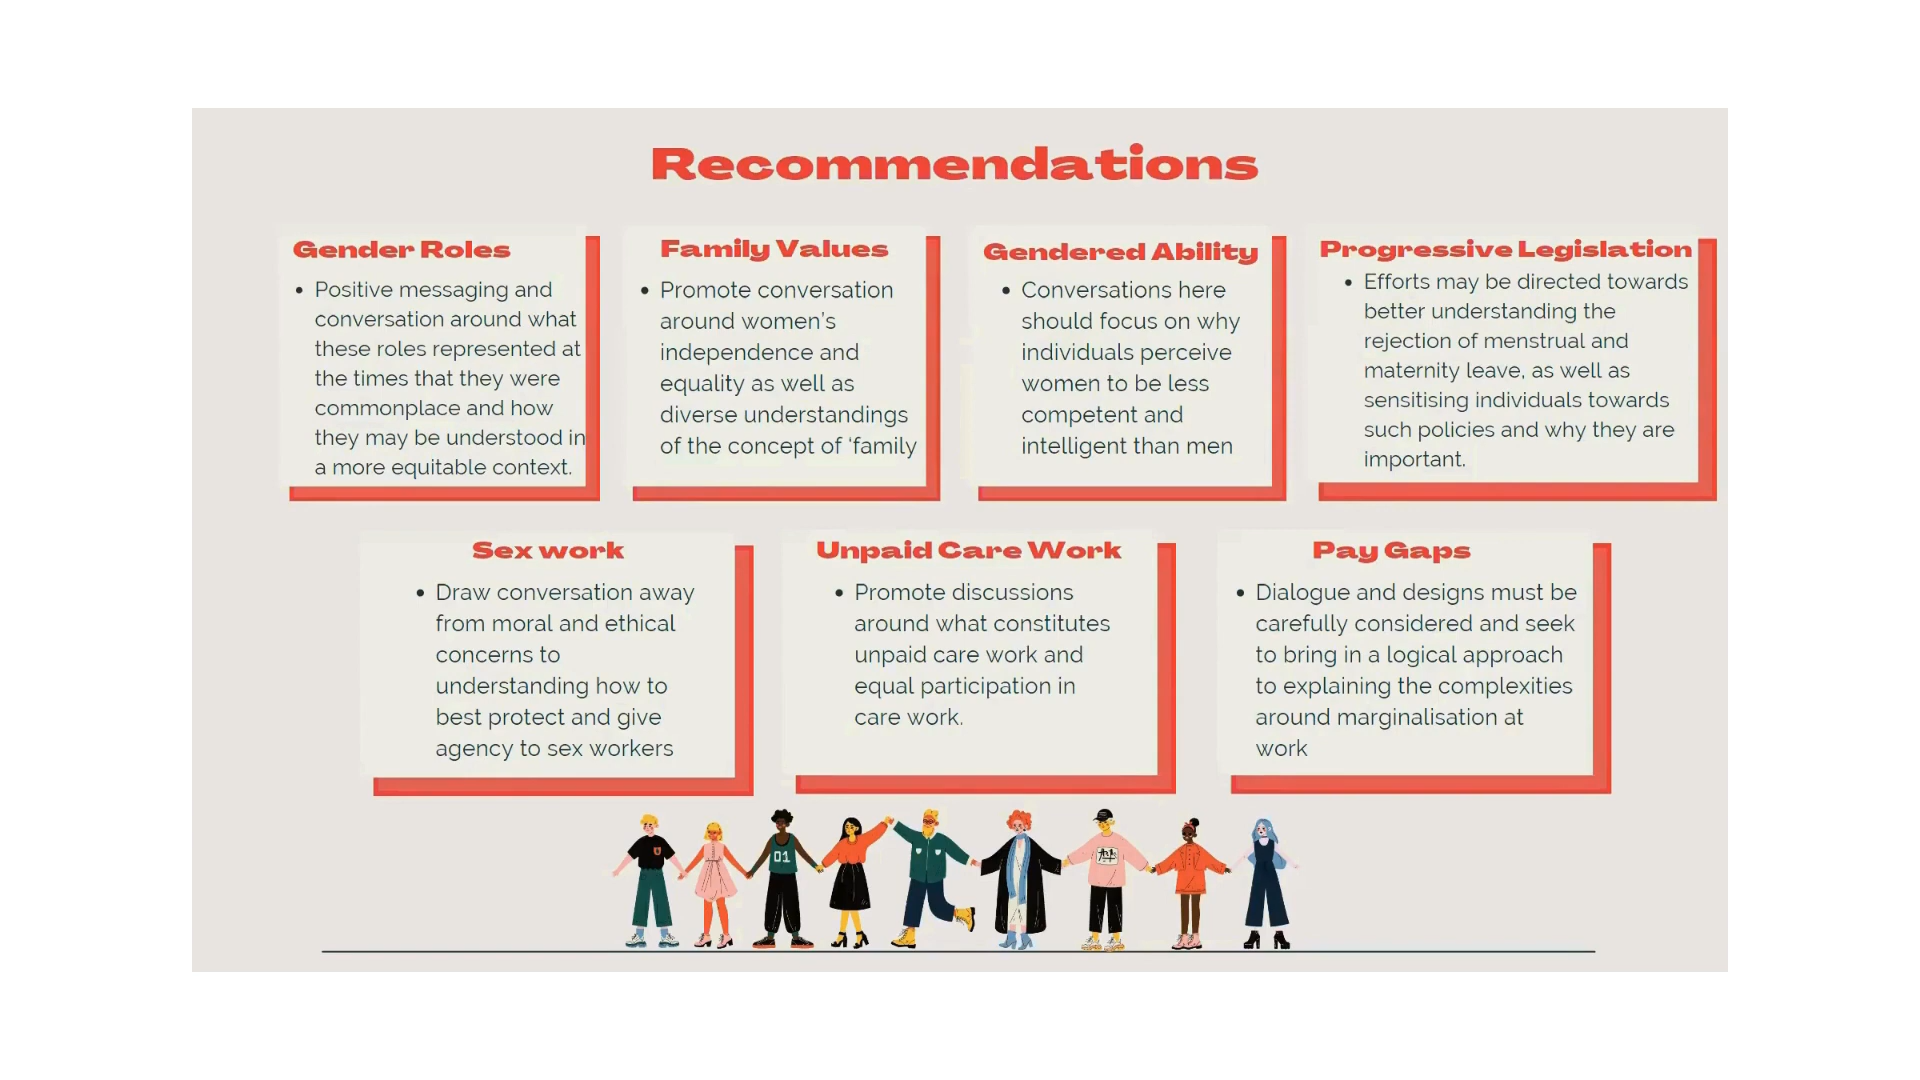 Recommendations
Gender Roles
• Positive messaging and
conversation around what
these roles represented at
the times that they were
commonplace and how
they may be understood in
a more equitable context.
Family Values
• Promote conversation
around women’s
independence and
equality as well as
diverse understandings
of the concept of ‘family
Gendered Ability
• Conversations here
should focus on why
individuals perceive
women to be less
competent and
intelligent than men
Progressive Legislation
• Efforts may be directed towards
better understanding the
rejection of menstrual and
maternity leave, as well as
sensitising individuals towards
such policies and why they are
important.
Sex work
• Draw conversation away
from moral and ethical
concerns to
understanding how to
best protect and give
agency to sex workers
Unpaid Care Work
• Promote discussions
around what constitutes
unpaid care work and
equal participation in
care work.
Pay Gaps
• Dialogue and designs must be
carefully considered and seek
to bring in a logical approach
to explaining the complexities
around marginalisation at
work
01